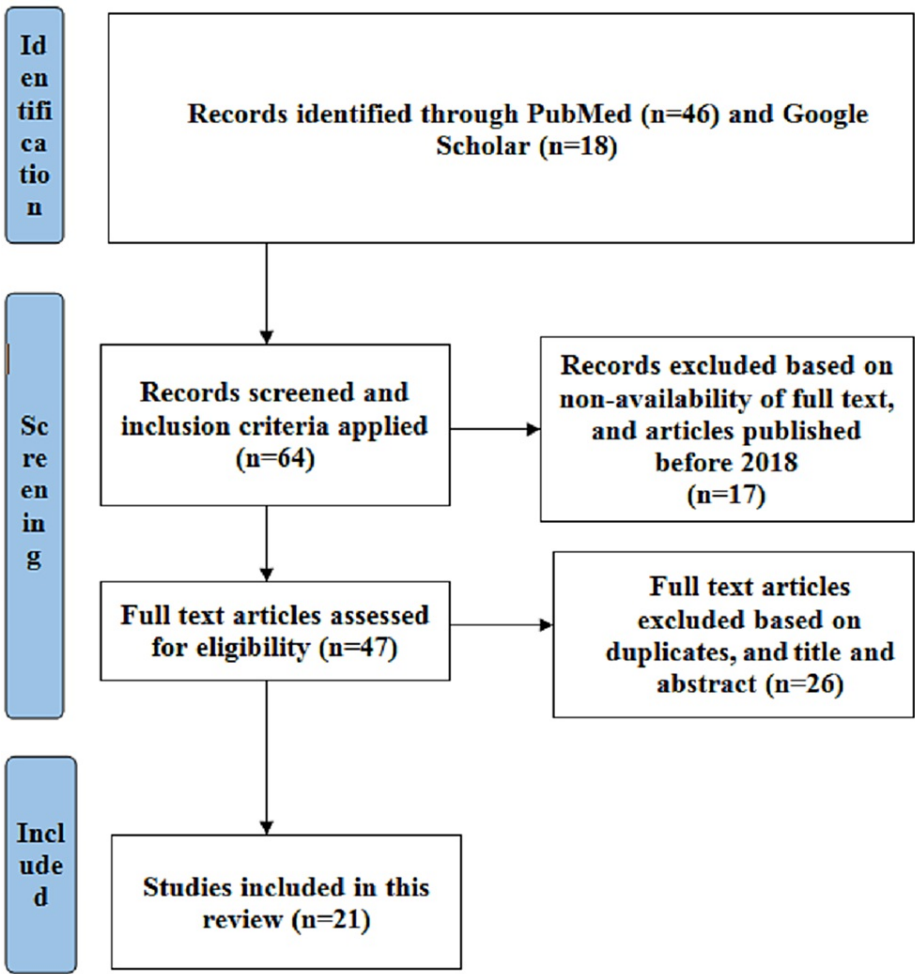 Id
en
tifi
ca
tio
n
Records identified through PubMed (n=46) and Google
Scholar (n=18)
Sc
re
en
in
g
Records screened and
inclusion criteria applied
(n=64)
Records excluded based on
non-availability of full text,
and articles published
before 2018
(n=17)
Full text articles assessed
for eligibility (n=47)
Full text articles
excluded based on
duplicates, and title and
abstract (n=26)
Incl
ude
d
Studies included in this
review (n=21)